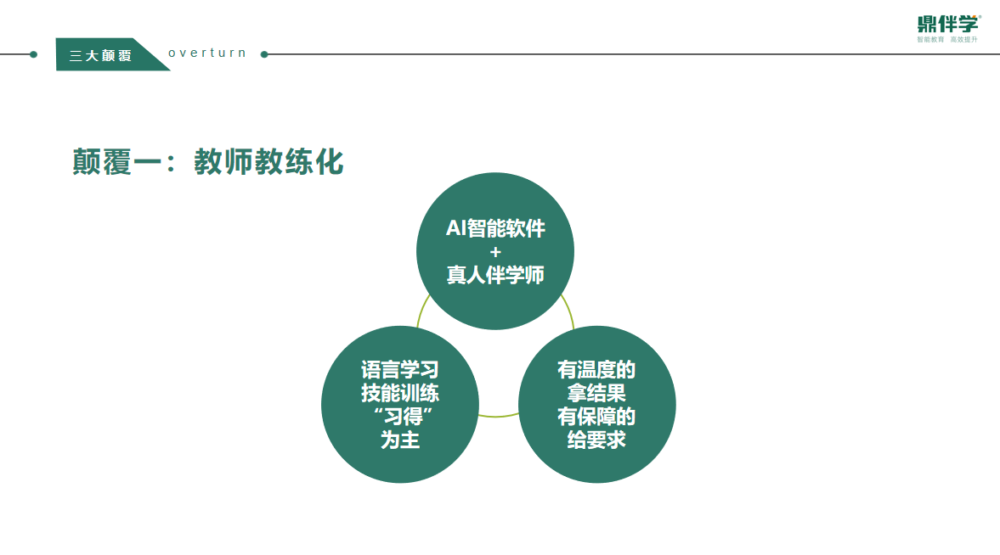 鼎伴学
智能教育 高效提升
三大颠覆
overturn
颠覆一：教师教练化
AI智能软件
+
真人伴学师
语言学习
技能训练
“习得”
为主
有温度的
拿结果
有保障的
给要求